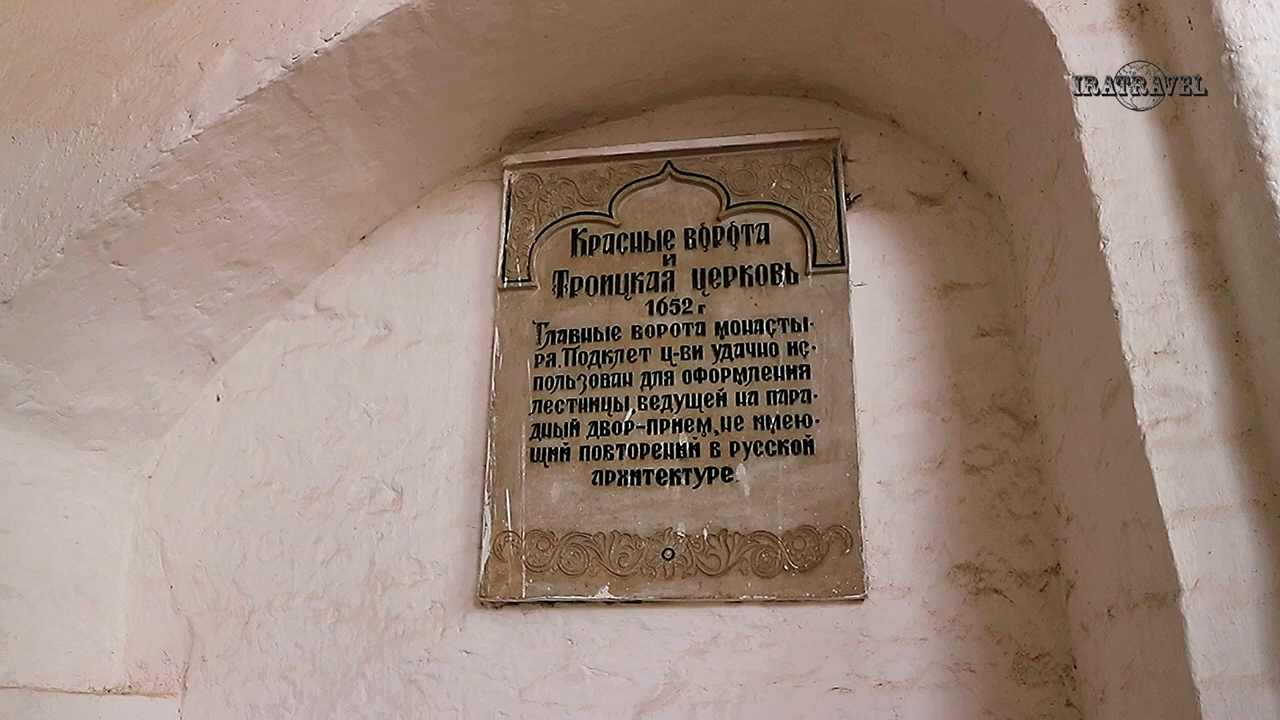 IRATRAVEL
Красные ворота
и
Троицкая церковь
1652 г
Главные ворота монасты-
ря. Подклет ц-ви удачно ис-
пользован для оформления
лестницы, ведущей на пара-
дный двор-прием, не имею-
щий повторений в русской
архитектуре.